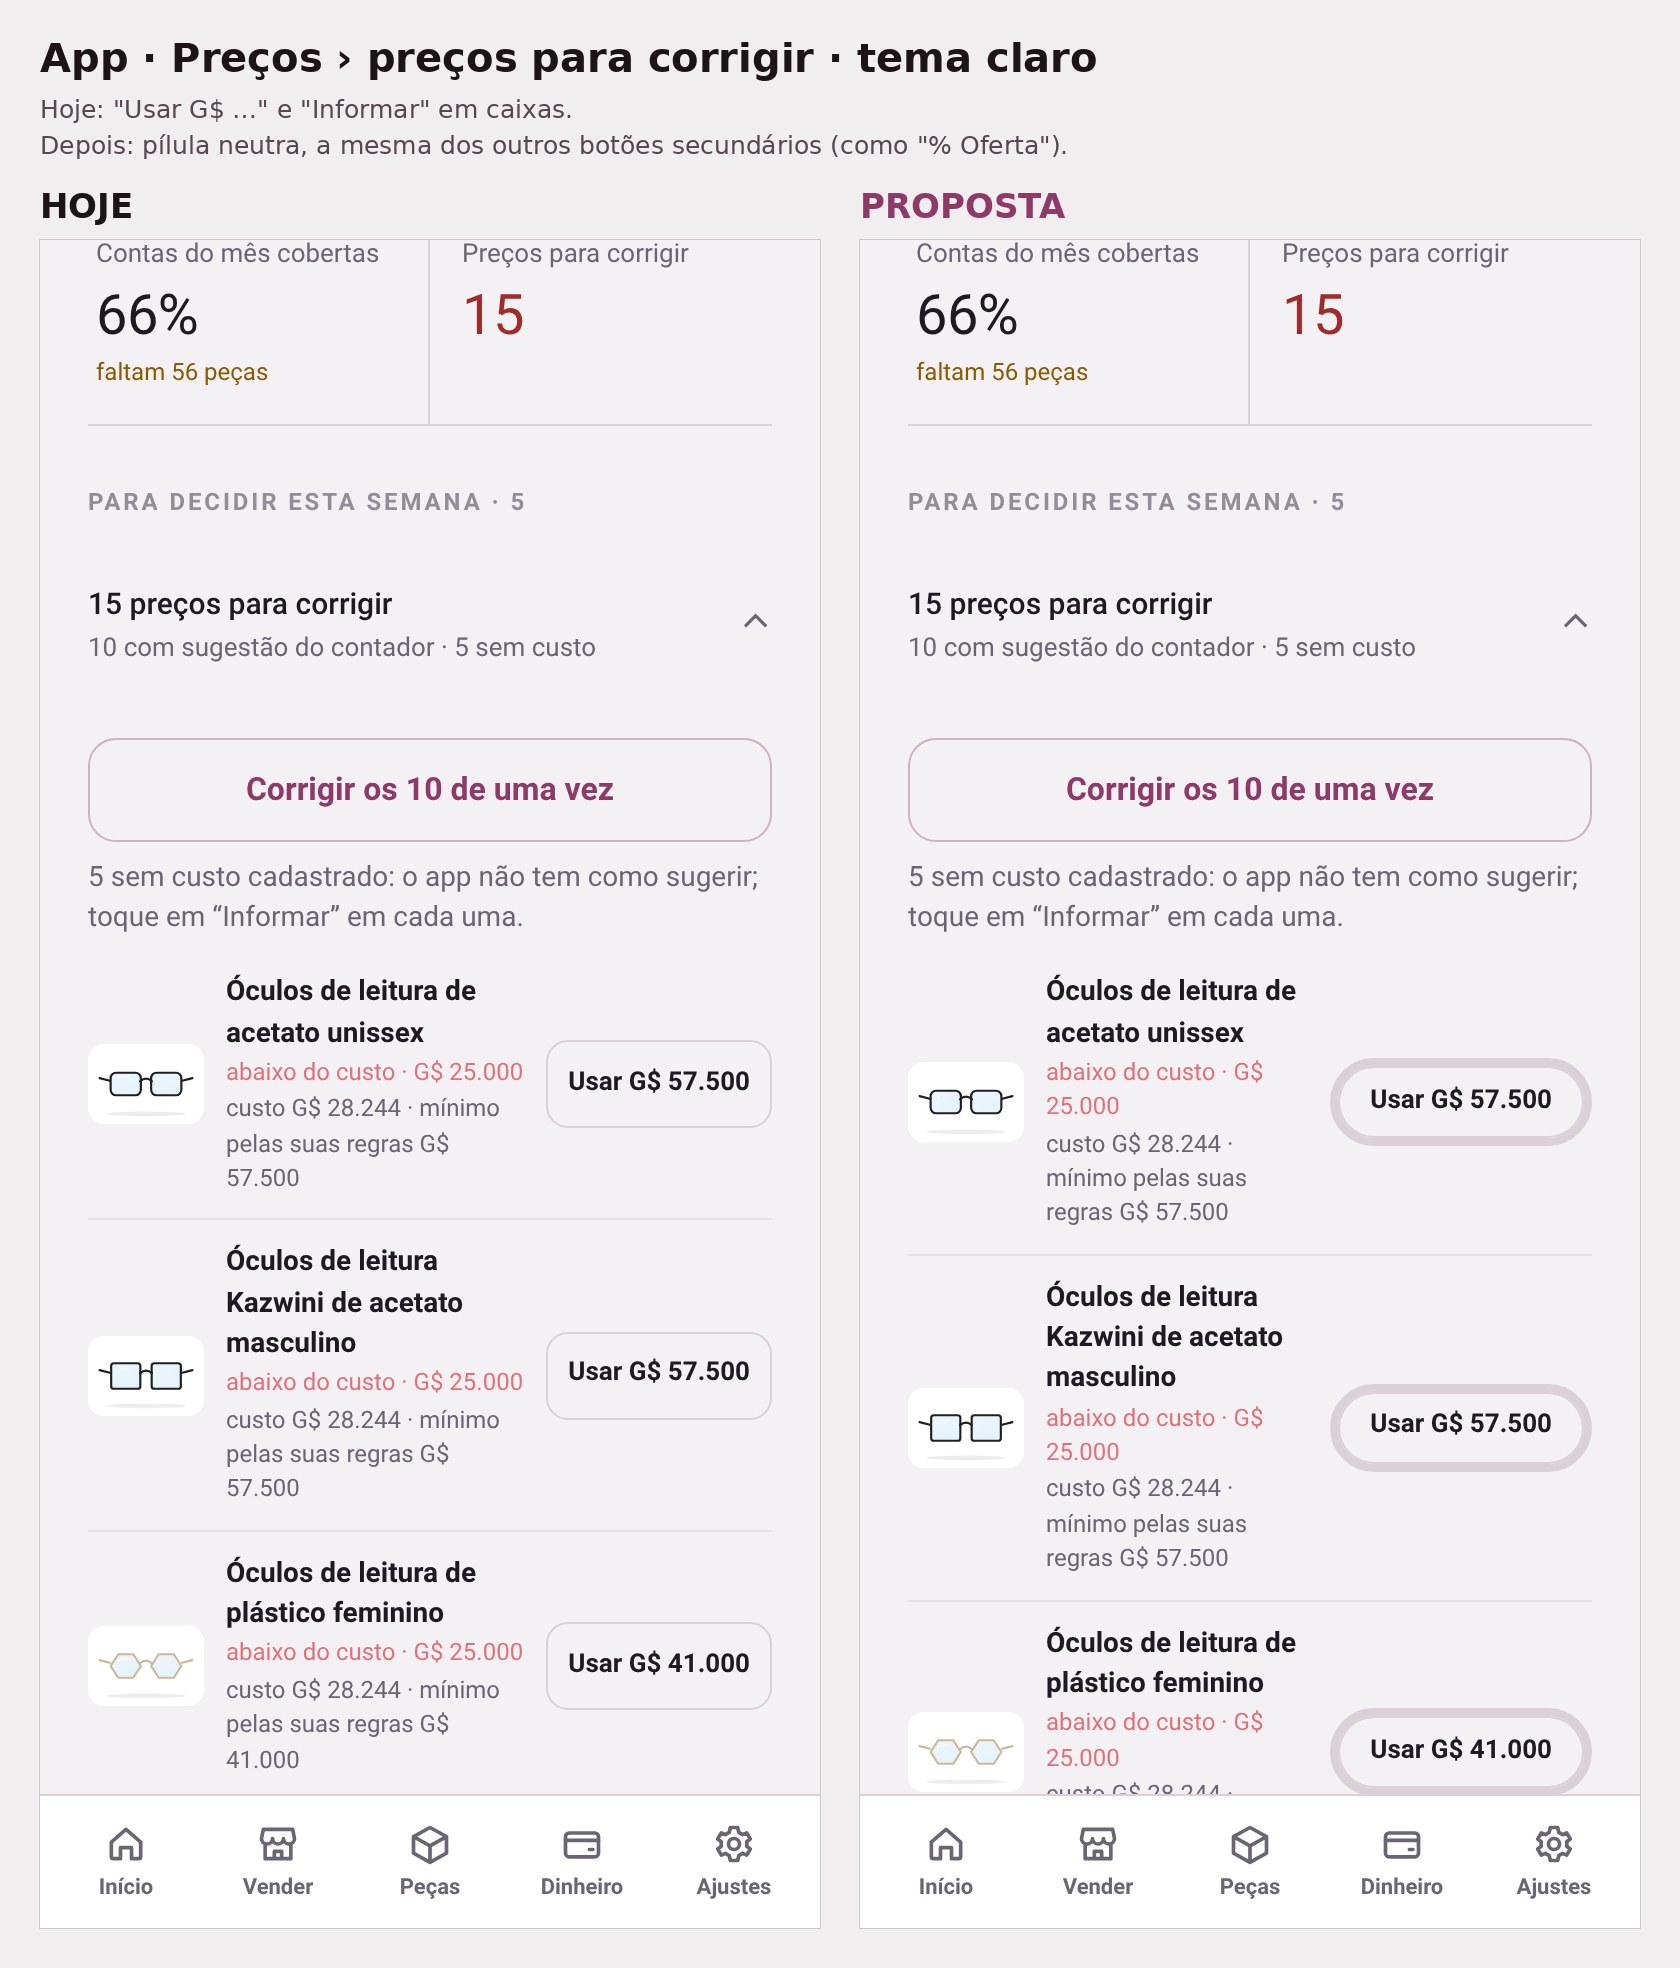 App · Preços › preços para corrigir · tema claro
Hoje: "Usar G$ ..." e "Informar" em caixas.
Depois: pílula neutra, a mesma dos outros botões secundários (como "% Oferta").
HOJE
Contas do mês cobertas
66%
faltam 56 peças
Preços para corrigir
15
PARA DECIDIR ESTA SEMANA · 5
15 preços para corrigir
10 com sugestão do contador · 5 sem custo
Corrigir os 10 de uma vez
5 sem custo cadastrado: o app não tem como sugerir;
toque em “Informar” em cada uma.
Óculos de leitura de
acetato unissex
abaixo do custo · G$ 25.000
custo G$ 28.244 · mínimo
pelas suas regras G$
57.500
Usar G$ 57.500
Óculos de leitura
Kazwini de acetato
masculino
abaixo do custo · G$ 25.000
custo G$ 28.244 · mínimo
pelas suas regras G$
57.500
Usar G$ 57.500
Óculos de leitura de
plástico feminino
abaixo do custo · G$ 25.000
custo G$ 28.244 · mínimo
pelas suas regras G$
41.000
Usar G$ 41.000
Início
Vender
Peças
Dinheiro
Ajustes
PROPOSTA
Contas do mês cobertas
66%
faltam 56 peças
Preços para corrigir
15
PARA DECIDIR ESTA SEMANA · 5
15 preços para corrigir
10 com sugestão do contador · 5 sem custo
Corrigir os 10 de uma vez
5 sem custo cadastrado: o app não tem como sugerir;
toque em “Informar” em cada uma.
Óculos de leitura de
acetato unissex
abaixo do custo · G$
25.000
custo G$ 28.244 ·
mínimo pelas suas
regras G$ 57.500
Usar G$ 57.500
Óculos de leitura
Kazwini de acetato
masculino
abaixo do custo · G$
25.000
custo G$ 28.244 ·
mínimo pelas suas
regras G$ 57.500
Usar G$ 57.500
Óculos de leitura de
plástico feminino
abaixo do custo · G$
25.000
custo G$ 28.244 ·
Usar G$ 41.000
Início
Vender
Peças
Dinheiro
Ajustes